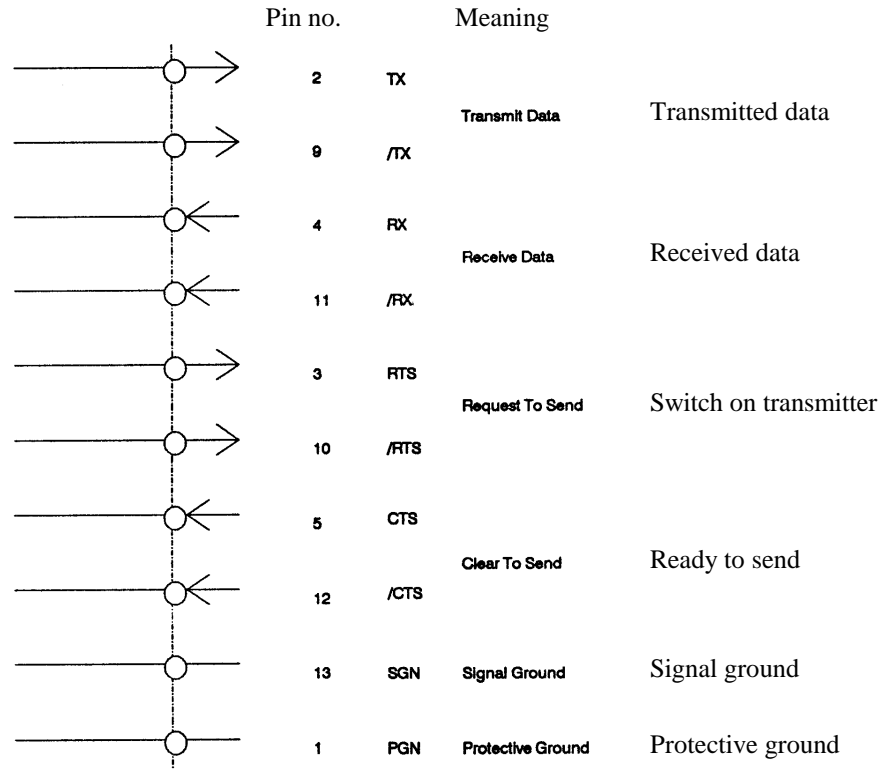 Pin no. Meaning
2 TX
Transmit Data Transmitted data
9 /TX
4 RX
Receive Data Received data
11 /RX
3 RTS
Request To Send Switch on transmitter
10 /RTS
5 CTS
Clear To Send Ready to send
12 /CTS
13 SGN Signal Ground Signal ground
1 PGN Protective Ground Protective ground